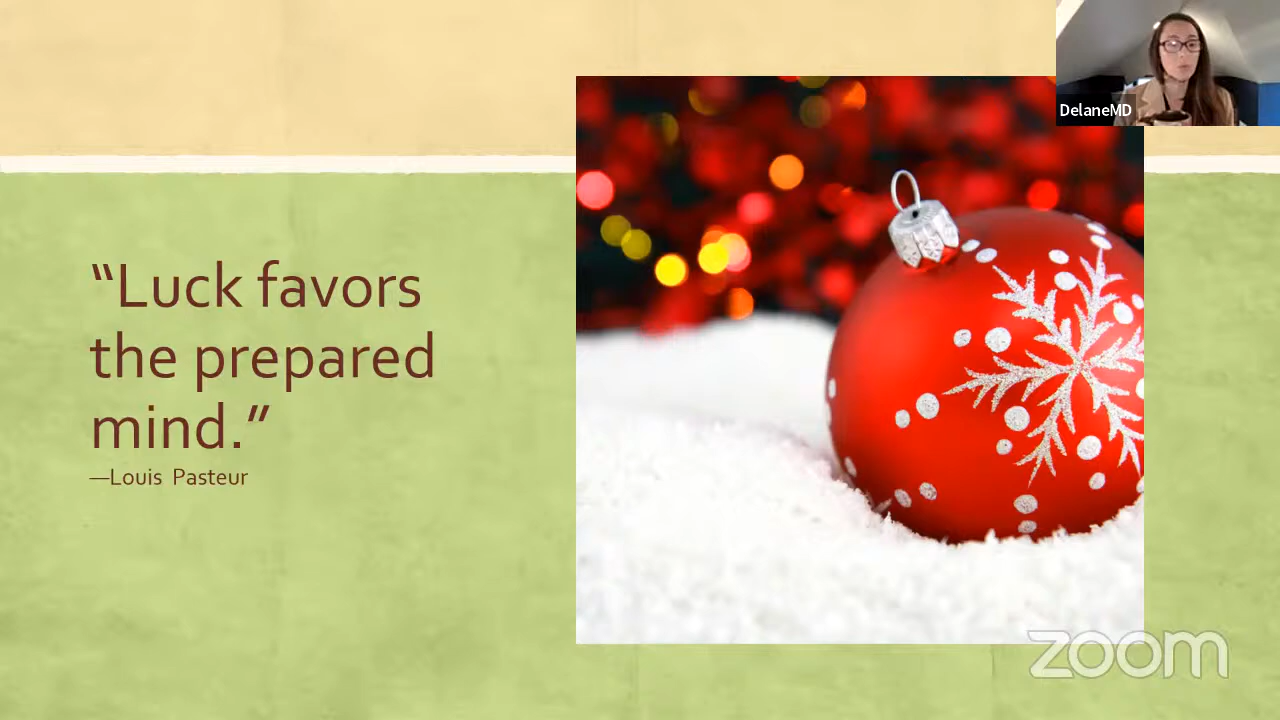 DelaneMD
“Luck favors
the prepared
mind.”
—Louis Pasteur
zoom